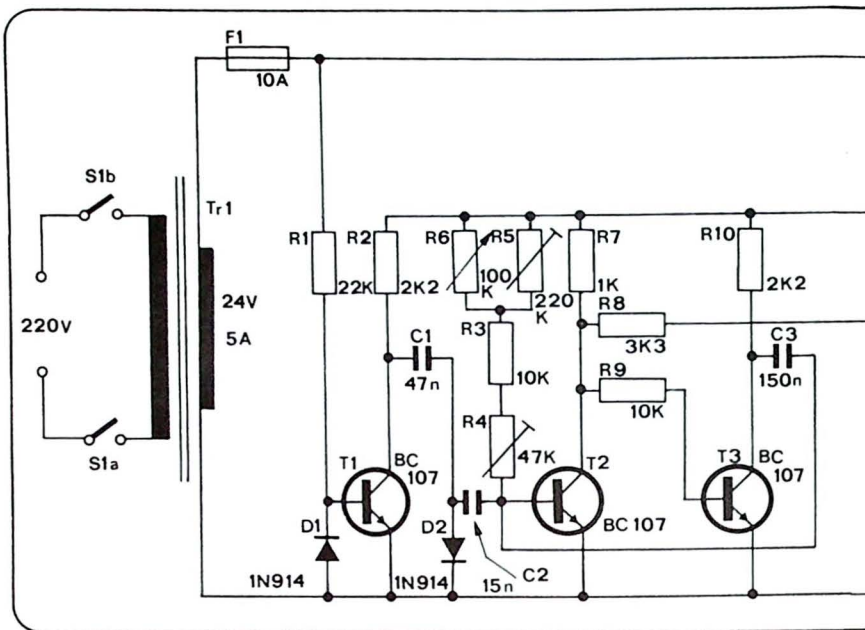 F1
10A
S1b
Tr1
R1
R2
R6
R5
R7
R10
22K
2K2
100
K
220
K
1K
2K2
24V
5A
220V
R8
3K3
C1
47n
R3
10K
R9
10K
C3
150n
R4
47K
S1a
T1
BC
107
T2
BC107
T3
BC
107
D1
1N914
D2
1N914
C2
15n